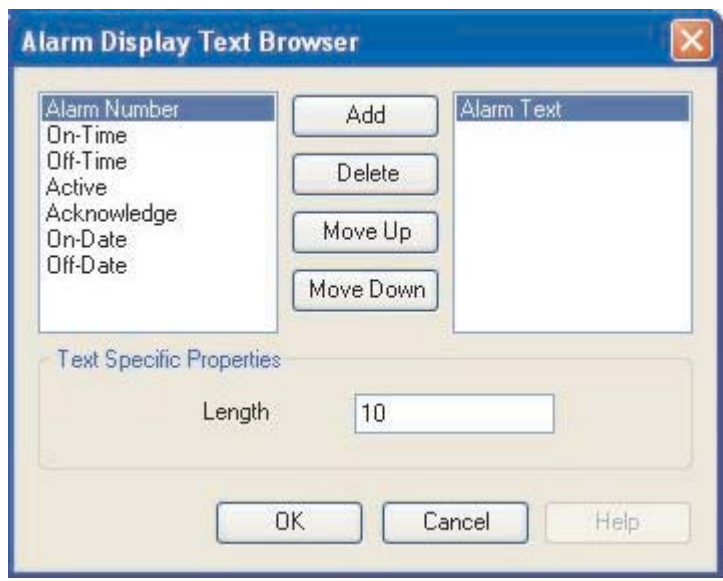 Alarm Display Text Browser
Alarm Number
On-Time
Off-Time
Active
Acknowledge
On-Date
Off-Date
Add
Delete
Move Up
Move Down
Alarm Text
Text Specific Properties
Length
10
OK
Cancel
Help